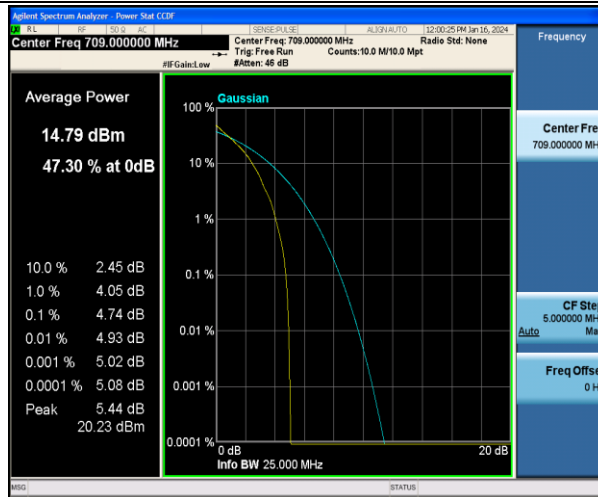 Agilent Spectrum Analyzer - Power Stat CCDF
RL RF 50 Ω AC SENSE:PULSE ALIGNAUTO 12:00:25 PM Jan 16, 2024
Center Freq 709.000000 MHz
Center Freq: 709.000000 MHz Radio Std: None
Trig: Free Run Counts:10.0 M/10.0 Mpt
#IFGain:Low #Atten: 46 dB
Frequency
Average Power
14.79 dBm
47.30 % at 0dB
10.0 % 2.45 dB
1.0 % 4.05 dB
0.1 % 4.74 dB
0.01 % 4.93 dB
0.001 % 5.02 dB
0.0001 % 5.08 dB
Peak 5.44 dB
20.23 dBm
Gaussian
100 %
10 %
1 %
0.1 %
0.01 %
0.001 %
0.0001 %
0 dB 20 dB
Info BW 25.000 MHz
Center Fre
709.000000 MH
CF Ste
5.000000 MH
Auto Ma
Freq Offse
0 H
MSG STATUS